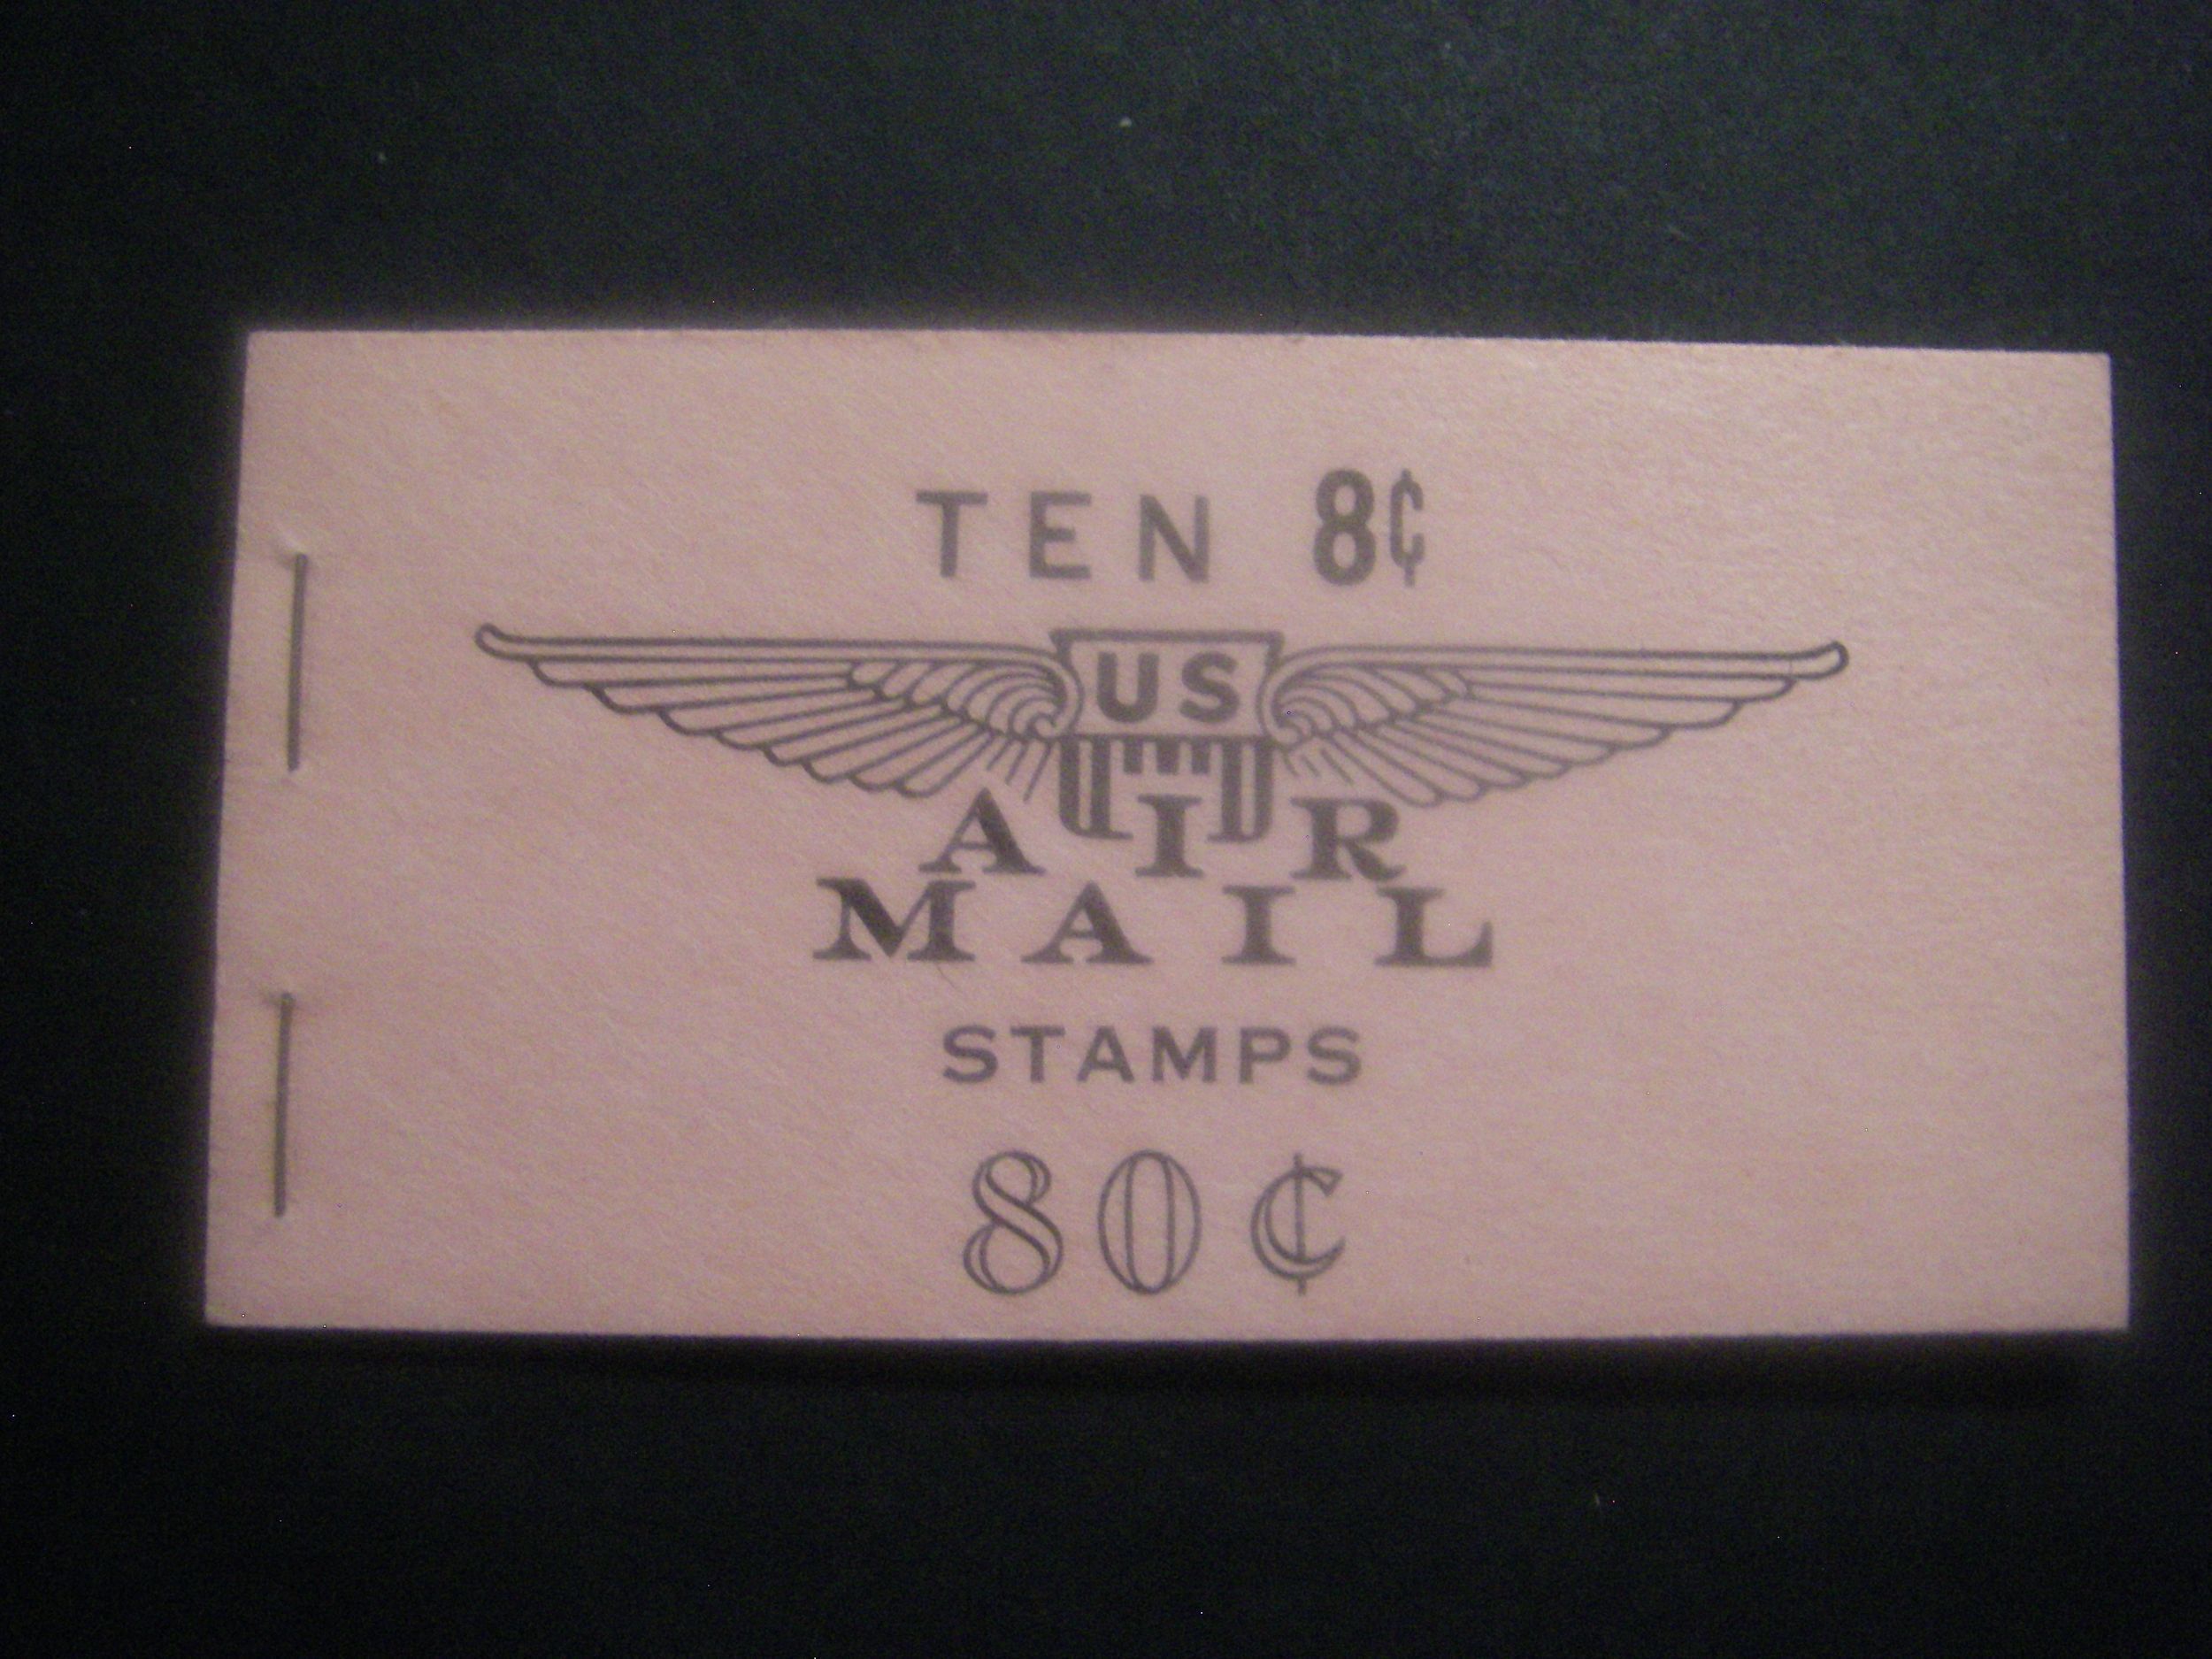 TEN 8¢
US
AIR
MAIL
STAMPS
80¢